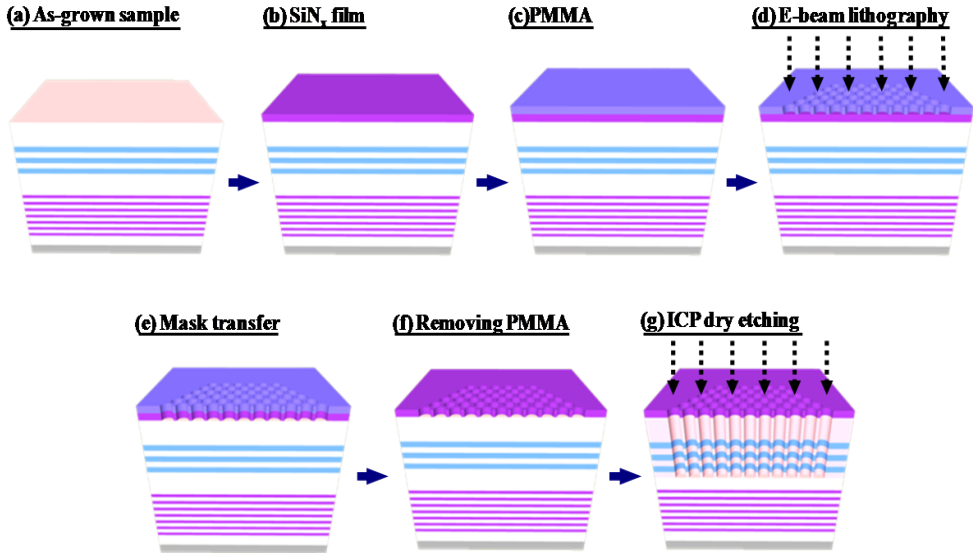 (a) As-grown sample
(b) SiNx film
(c) PMMA
(d) E-beam lithography
(e) Mask transfer
(f) Removing PMMA
(g) ICP dry etching